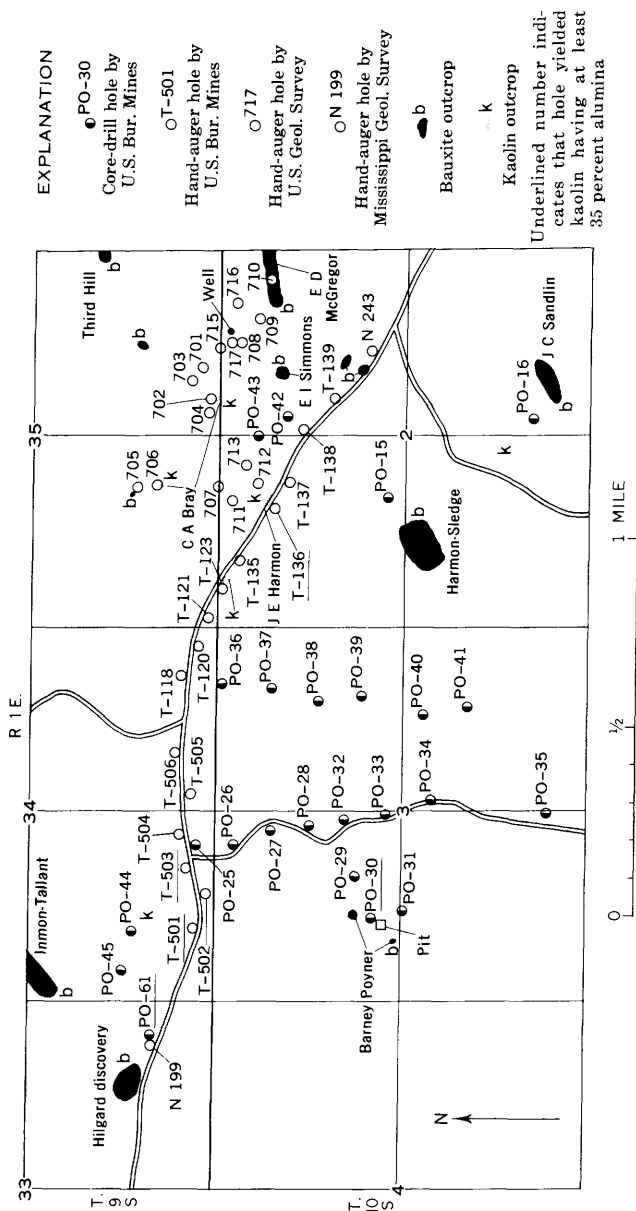 R I E.
33
34
35
T.
9
S
T.
10
S
4
3
2
Hilgard discovery
b
N 199
PO-61
Inmon-Tallant
b
PO-45
PO-44
k
T-501
T-502
T-503
T-504
T-505
T-506
T-118
T-120
T-121
T-123
PO-25
PO-26
PO-27
PO-28
PO-29
PO-30
PO-31
PO-32
PO-33
PO-34
PO-35
PO-36
PO-37
PO-38
PO-39
PO-40
PO-41
Barney Poyner
b
Pit
k
T-135
J E Harmon
T-136
T-137
T-138
T-139
C A Bray
k
k
b
705
706
k
707
711
712
713
k
702
704
703
701
715
Well
717
716
708
709
710
b
E D
McGregor
Third Hill
b
b
PO-43
PO-42
b
E I Simmons
b
N 243
PO-15
b
Harmon-Sledge
k
PO-16
b
J C Sandlin
N
0
1/2
1 MILE
EXPLANATION
PO-30
Core-drill hole by
U.S. Bur. Mines
T-501
Hand-auger hole by
U.S. Bur. Mines
717
Hand-auger hole by
U.S. Geol. Survey
N 199
Hand-auger hole by
Mississippi Geol. Survey
b
Bauxite outcrop
k
Kaolin outcrop
Underlined number indi-
cates that hole yielded
kaolin having at least
35 percent alumina